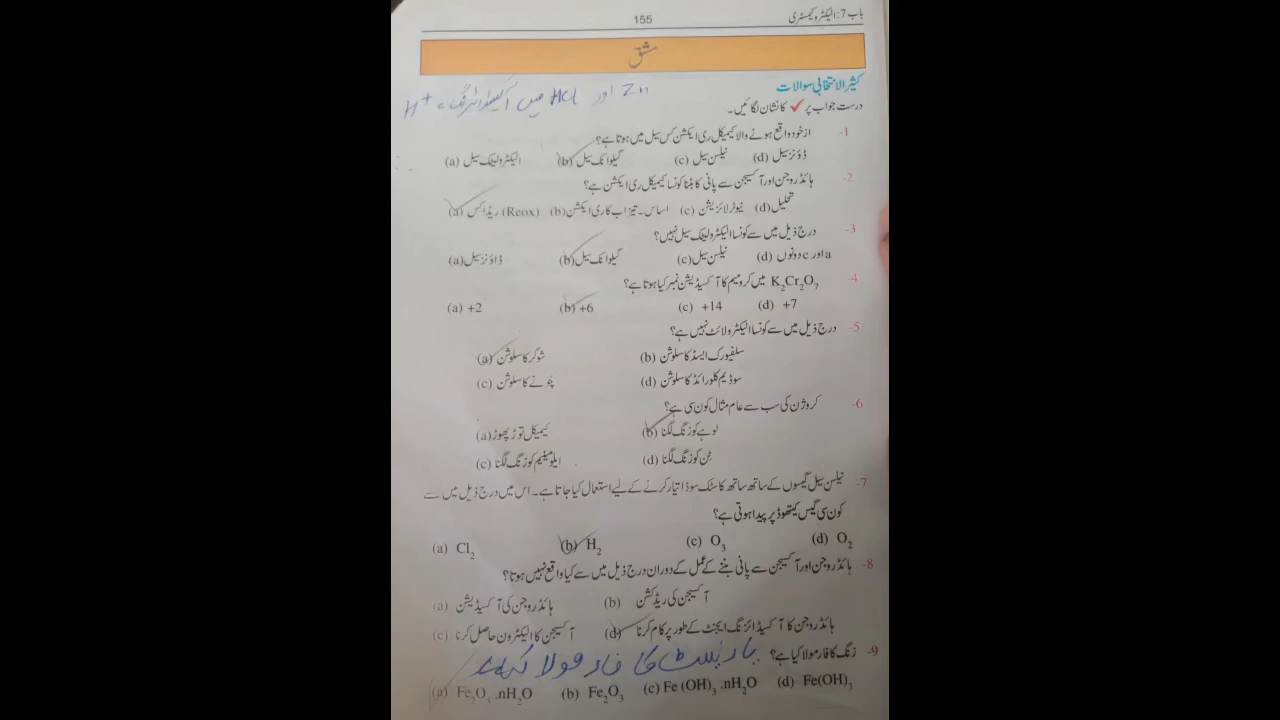 باب 7: الیکٹروکیمسٹری
155
مشق
کثیر الانتخابی سوالات
Zn اور HCl میں H+
درست جواب پر ✓ کا نشان لگائیں۔
-1 ازخود واقع ہونے والا کیمیکل ری ایکشن کس سیل میں ہوتا ہے؟
(a) الیکٹرولیٹک سیل (b) گیلوانک سیل (c) نیلسن سیل (d) ڈاؤنز سیل
-2 ہائڈروجن اور آکسیجن سے پانی کا بننا کونسا کیمیکل ری ایکشن ہے؟
(a) ریڈاکس (Reox) (b) اساس۔تیزاب کاری ایکشن (c) نیوٹرلائزیشن (d) تحلیل
-3 درج ذیل میں سے کونسا الیکٹرولیٹک سیل نہیں؟
(a) ڈاؤنز سیل (b) گیلوانک سیل (c) نیلسن سیل (d) a اور c دونوں
-4 K2Cr2O7 میں کرومیم کا آکسیڈیشن نمبر کیا ہوتا ہے؟
(a) +2 (b) +6 (c) +14 (d) +7
-5 درج ذیل میں سے کونسا الیکٹرولائٹ نہیں ہے؟
(a) شوگر کا سلوشن (b) سلفیورک ایسڈ کا سلوشن
(c) چونے کا سلوشن (d) سوڈیم کلورائڈ کا سلوشن
-6 کروژن کی سب سے عام مثال کون سی ہے؟
(a) کیمیکل توڑ پھوڑ (b) لوہے کو زنگ لگنا
(c) ایلومینیم کو زنگ لگنا (d) ٹن کو زنگ لگنا
-7 نیلسن سیل گیسوں کے ساتھ ساتھ کاسٹک سوڈا تیار کرنے کے لیے استعمال کیا جاتا ہے۔ اس میں درج ذیل میں سے
کون سی گیس کیتھوڈ پر پیدا ہوتی ہے؟
(a) Cl2 (b) H2 (c) O3 (d) O2
-8 ہائڈروجن اور آکسیجن سے پانی بننے کے عمل کے دوران درج ذیل میں سے کیا واقع نہیں ہوتا؟
(a) ہائڈروجن کی آکسیڈیشن (b) آکسیجن کی ریڈکشن
(c) آکسیجن کا الیکٹرون حاصل کرنا (d) ہائڈروجن کا آکسیڈائزنگ ایجنٹ کے طور پر کام کرنا
-9 زنگ کا فارمولا کیا ہے؟ یا رسٹ کا فارمولا
(a) Fe2O3.nH2O (b) Fe2O3 (c) Fe(OH)3.nH2O (d) Fe(OH)3